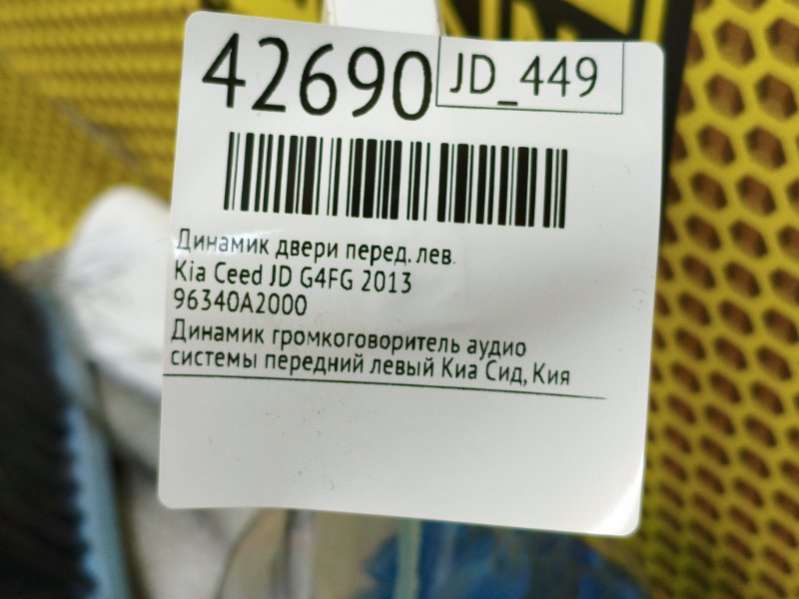 42690 JD_449
Динамик двери перед. лев.
Kia Ceed JD G4FG 2013
96340A2000
Динамик громкоговоритель аудио
системы передний левый Киа Сид, Кия